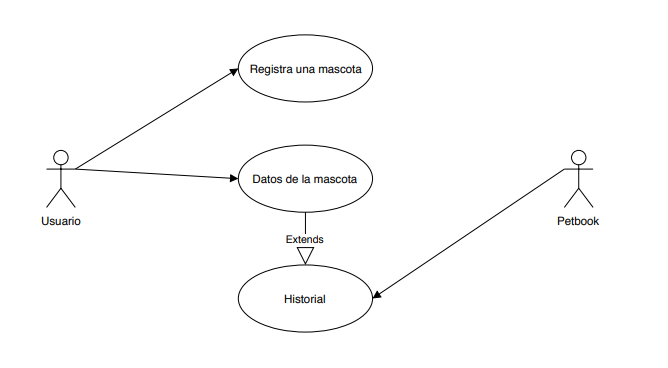 Registra una mascota
Datos de la mascota
Usuario
Petbook
Extends
Historial